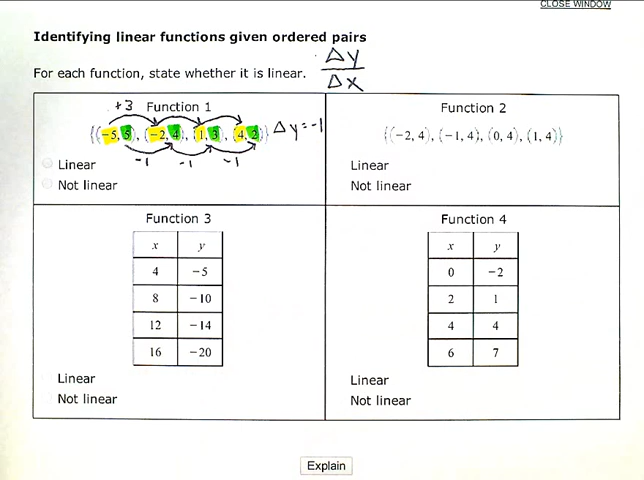 CLOSE WINDOW
Identifying linear functions given ordered pairs
Δy
For each function, state whether it is linear.
Δx
+3 Function 1
{(−5, 5), (−2, 4), (1, 3), (4, 2)} Δy=-1
-1 -1 -1
Linear
Not linear
Function 2
{(−2, 4), (−1, 4), (0, 4), (1, 4)}
Linear
Not linear
Function 3
x y
4 −5
8 −10
12 −14
16 −20
Linear
Not linear
Function 4
x y
0 −2
2 1
4 4
6 7
Linear
Not linear
Explain